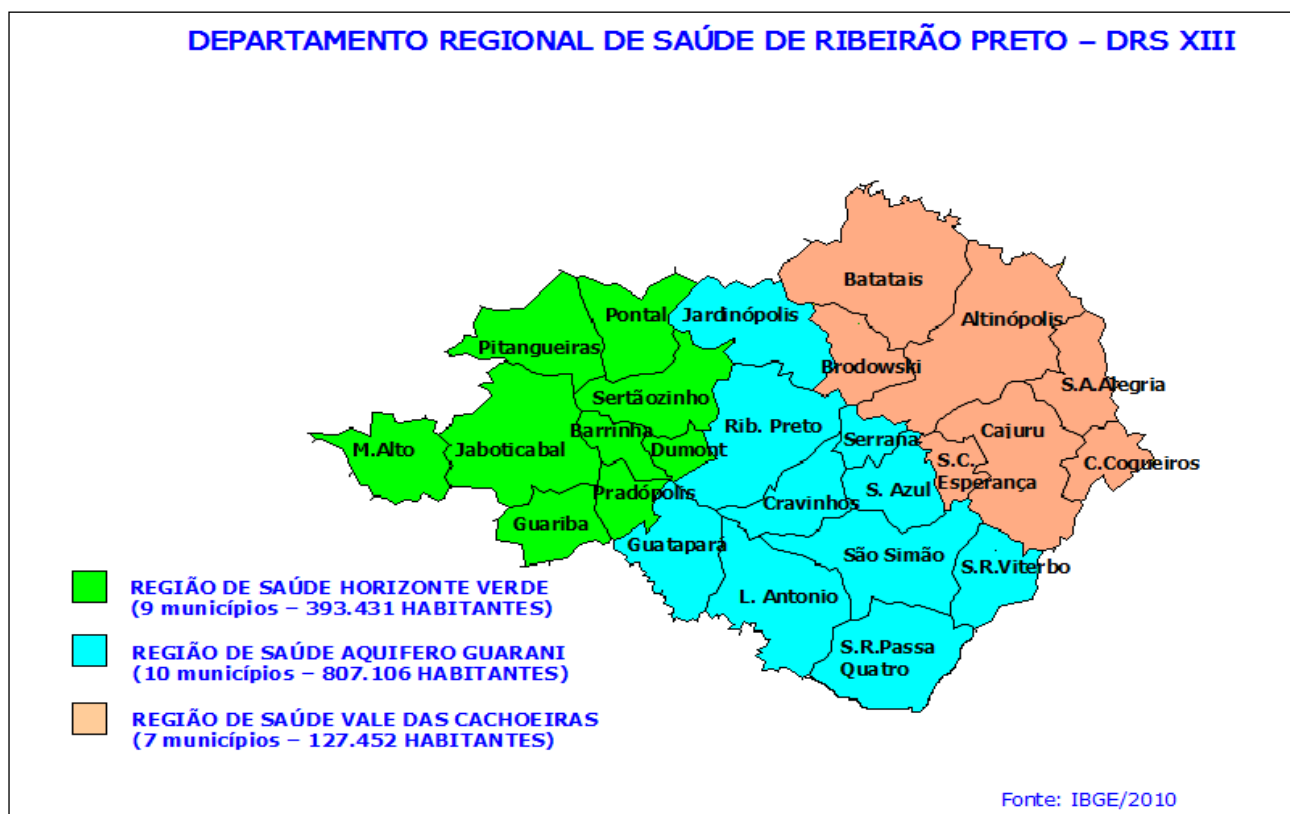 DEPARTAMENTO REGIONAL DE SAÚDE DE RIBEIRÃO PRETO – DRS XIII
Batatais
Pontal
Jardinópolis
Altinópolis
Pitangueiras
Brodowski
S.A.Alegria
Sertãozinho
Barrinha
Rib. Preto
Serrana
Cajuru
M.Alto
Jaboticabal
Dumont
S.C.
Esperança
C.Coqueiros
Pradópolis
Cravinhos
S. Azul
Guariba
Guatapará
São Simão
S.R.Viterbo
L. Antonio
S.R.Passa
Quatro
REGIÃO DE SAÚDE HORIZONTE VERDE
(9 municípios – 393.431 HABITANTES)
REGIÃO DE SAÚDE AQUIFERO GUARANI
(10 municípios – 807.106 HABITANTES)
REGIÃO DE SAÚDE VALE DAS CACHOEIRAS
(7 municípios – 127.452 HABITANTES)
Fonte: IBGE/2010